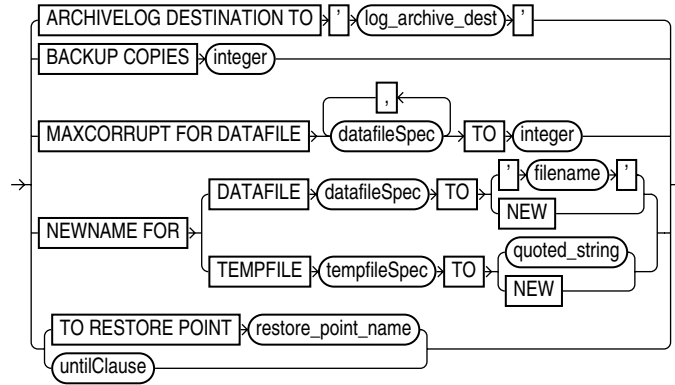 ARCHIVELOG DESTINATION TO ' log_archive_dest '
BACKUP COPIES integer
,
MAXCORRUPT FOR DATAFILE datafileSpec TO integer
' filename '
DATAFILE datafileSpec TO
NEW
NEWNAME FOR
quoted_string
TEMPFILE tempfileSpec TO
NEW
TO RESTORE POINT restore_point_name
untilClause